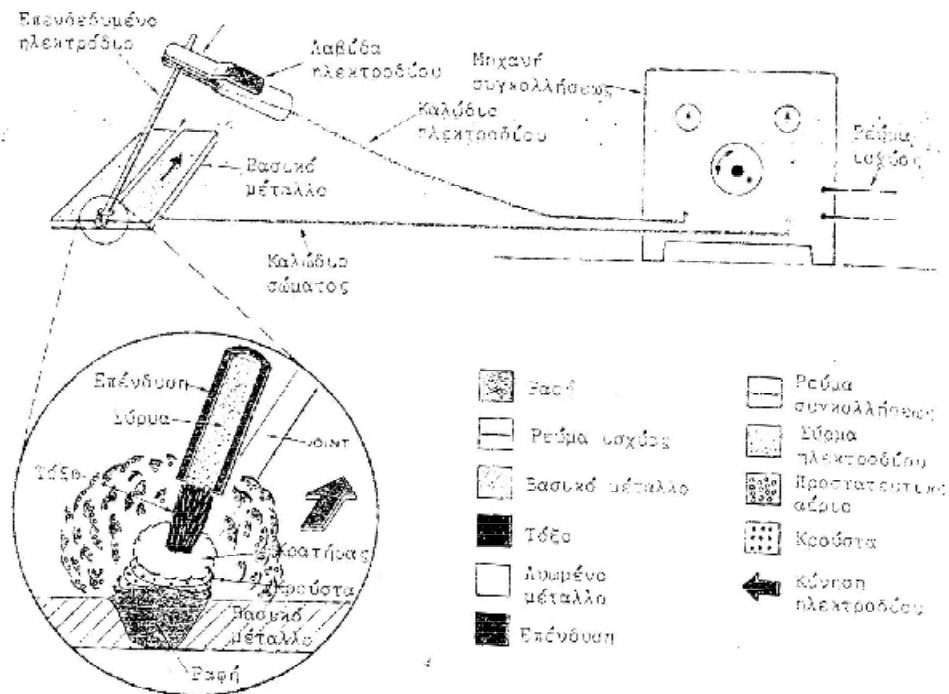 Επενδεδυμένο
ηλεκτρόδιο
Λαβίδα
ηλεκτροδίου
Μηχανή
συγκολλήσεως
Καλώδιο
ηλεκτροδίου
Ρεύμα
ισχύος
Βασικό
μέταλλο
Καλώδιο
σώματος
Επένδυση
Σύρμα
JOINT
Τόξο
Κρατήρας
Κρούστα
Βασικό
μέταλλο
Ραφή
Ραφή
Ρεύμα ισχύος
Βασικό μέταλλο
Τόξο
Λυωμένο
μέταλλο
Επένδυση
Ρεύμα
συγκολλήσεως
Σύρμα
ηλεκτροδίου
Προστατευτικό
αέριο
Κρούστα
Κίνηση
ηλεκτροδίου